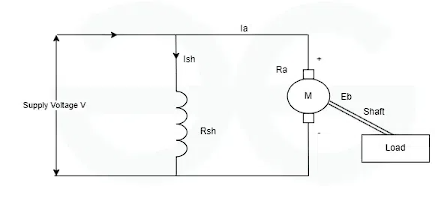 Ia
Ish
+
Ra
M
Eb
Supply Voltage V
Shaft
Rsh
-
Load